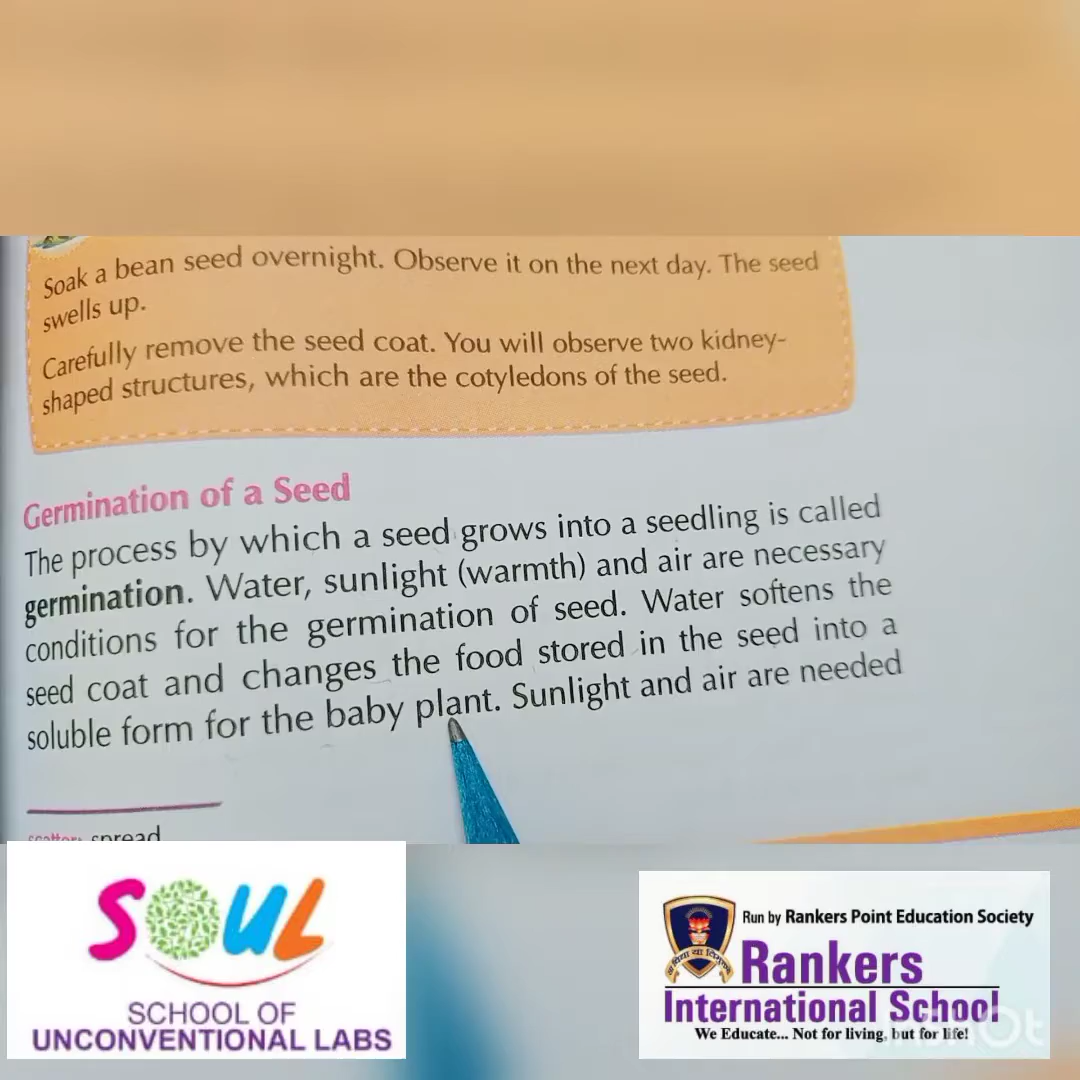 Soak a bean seed overnight. Observe it on the next day. The seed
swells up.
Carefully remove the seed coat. You will observe two kidney-
shaped structures, which are the cotyledons of the seed.
Germination of a Seed
The process by which a seed grows into a seedling is called
germination. Water, sunlight (warmth) and air are necessary
conditions for the germination of seed. Water softens the
seed coat and changes the food stored in the seed into a
soluble form for the baby plant. Sunlight and air are needed
scatter: spread
SOUL
SCHOOL OF
UNCONVENTIONAL LABS
Run by Rankers Point Education Society
Rankers
International School
We Educate... Not for living, but for life!